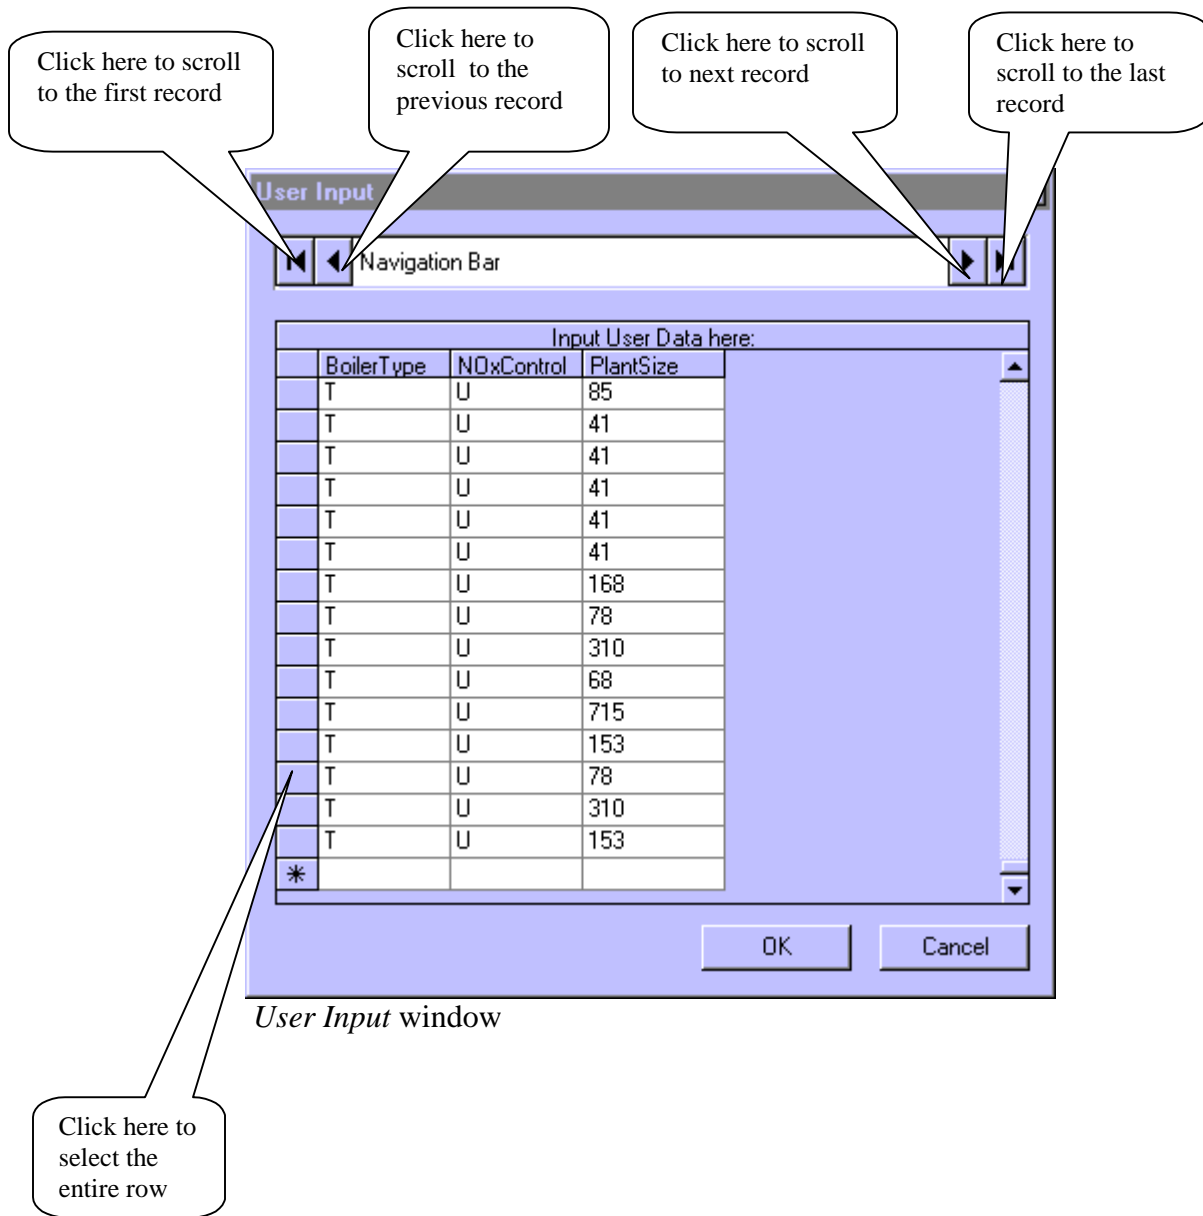 Click here to scroll
to the first record
Click here to
scroll  to the
previous record
Click here to scroll
to next record
Click here to
scroll to the last
record
User Input
Navigation Bar
Input User Data here:
BoilerType NOxControl PlantSize
T U 85
T U 41
T U 41
T U 41
T U 41
T U 41
T U 168
T U 78
T U 310
T U 68
T U 715
T U 153
T U 78
T U 310
T U 153
*
OK Cancel
User Input window
Click here to
select the
entire row